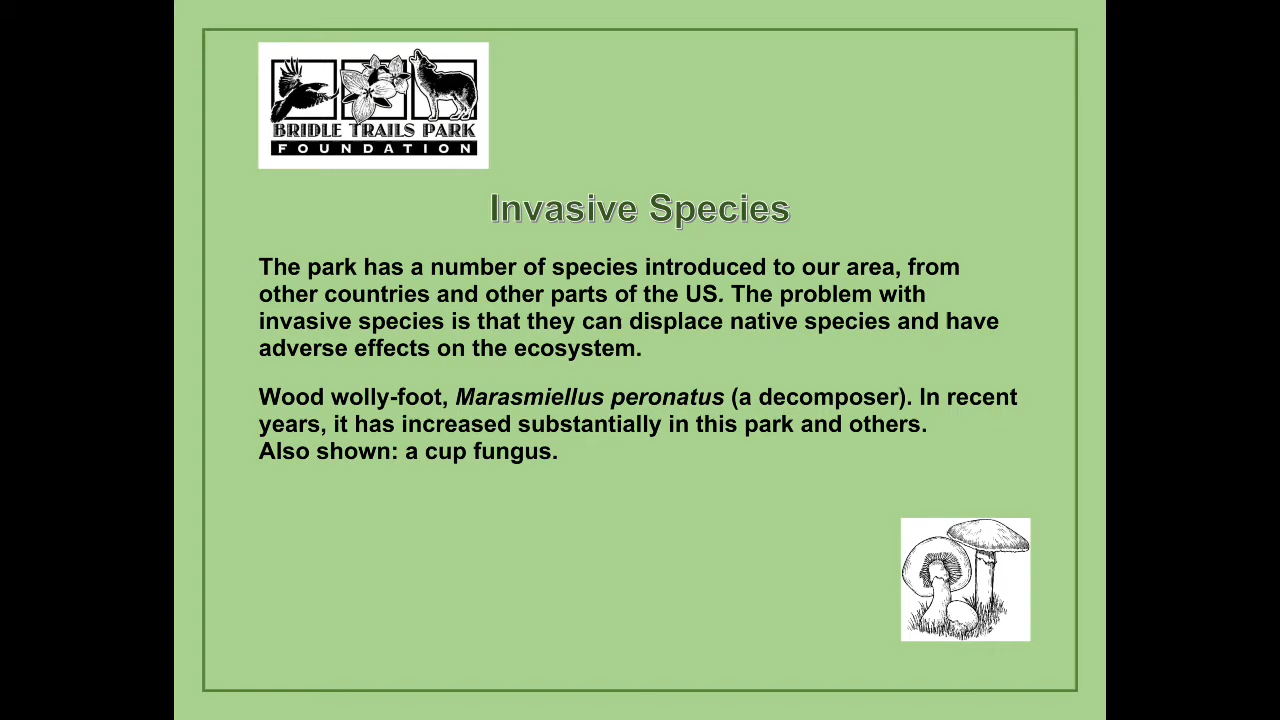 BRIDLE TRAILS PARK
FOUNDATION
Invasive Species
The park has a number of species introduced to our area, from
other countries and other parts of the US. The problem with
invasive species is that they can displace native species and have
adverse effects on the ecosystem.
Wood wolly-foot, Marasmiellus peronatus (a decomposer). In recent
years, it has increased substantially in this park and others.
Also shown: a cup fungus.